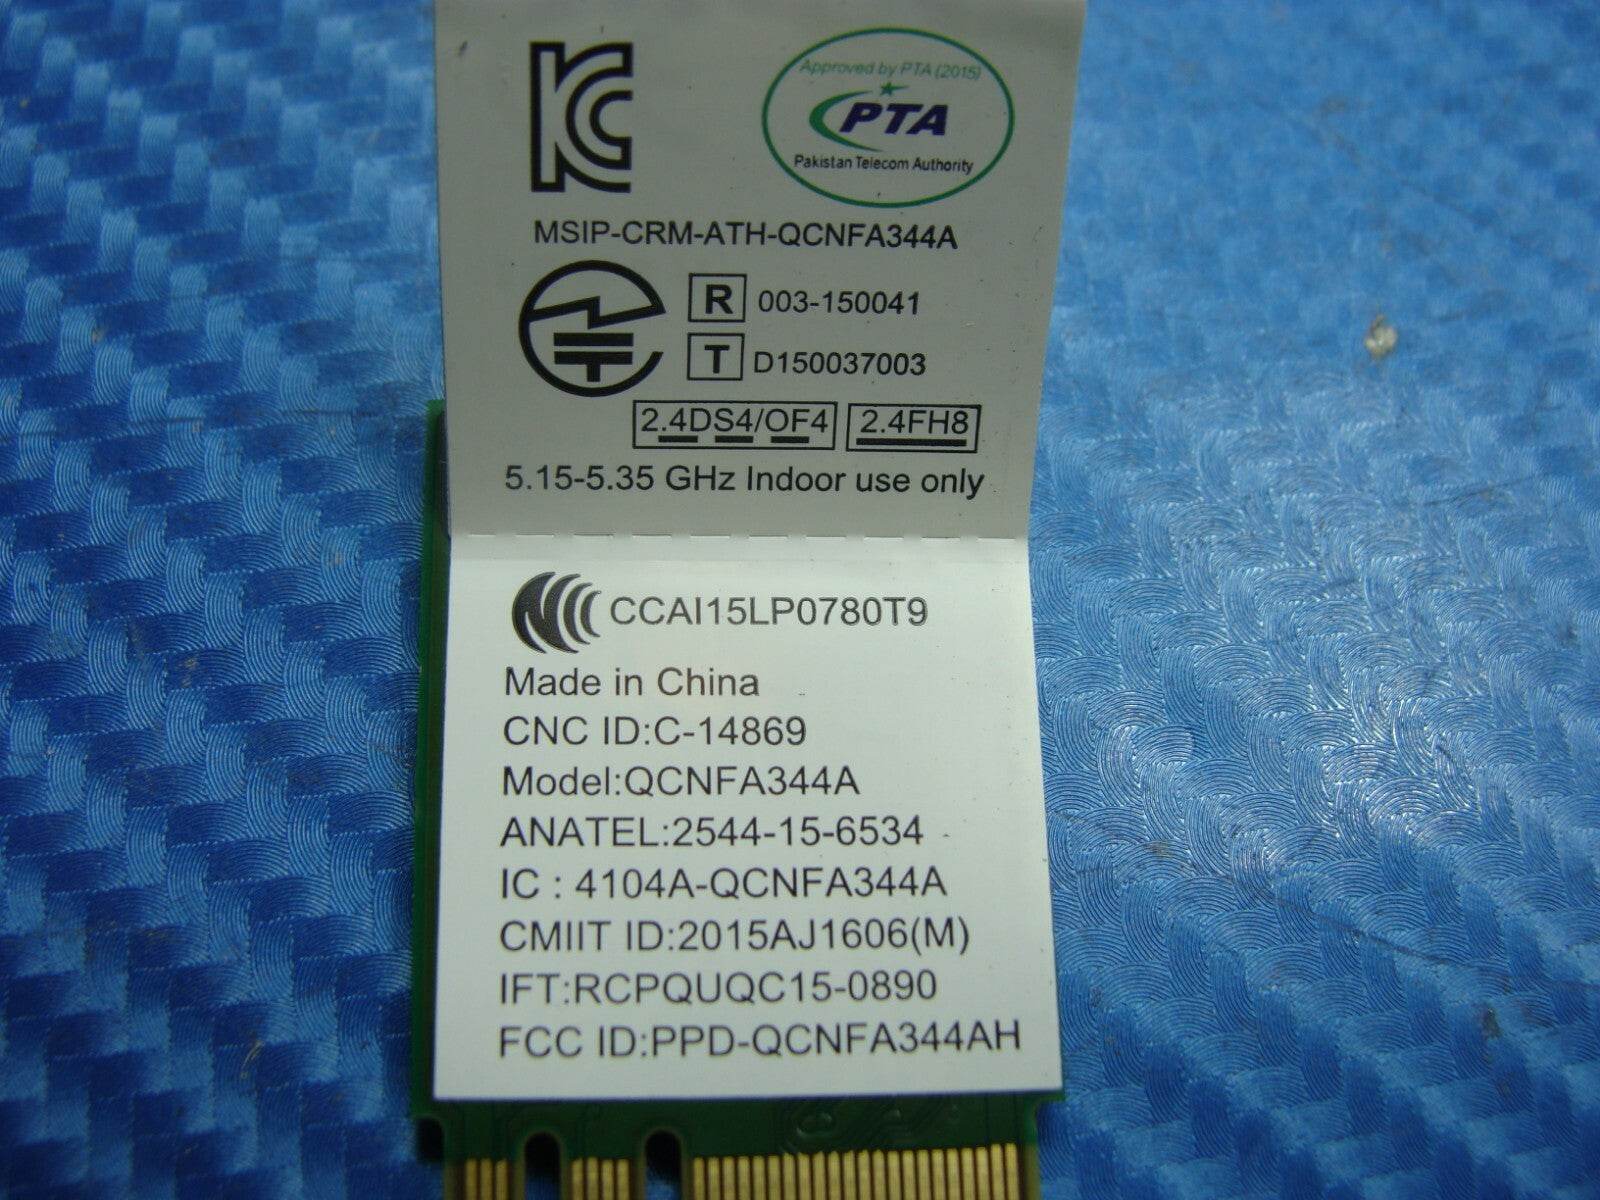 Approved by PTA (2015)
PTA
Pakistan Telecom Authority
MSIP-CRM-ATH-QCNFA344A
R 003-150041
T D150037003
2.4DS4/OF4 2.4FH8
5.15-5.35 GHz Indoor use only
CCAI15LP0780T9
Made in China
CNC ID:C-14869
Model:QCNFA344A
ANATEL:2544-15-6534
IC : 4104A-QCNFA344A
CMIIT ID:2015AJ1606(M)
IFT:RCPQUQC15-0890
FCC ID:PPD-QCNFA344AH